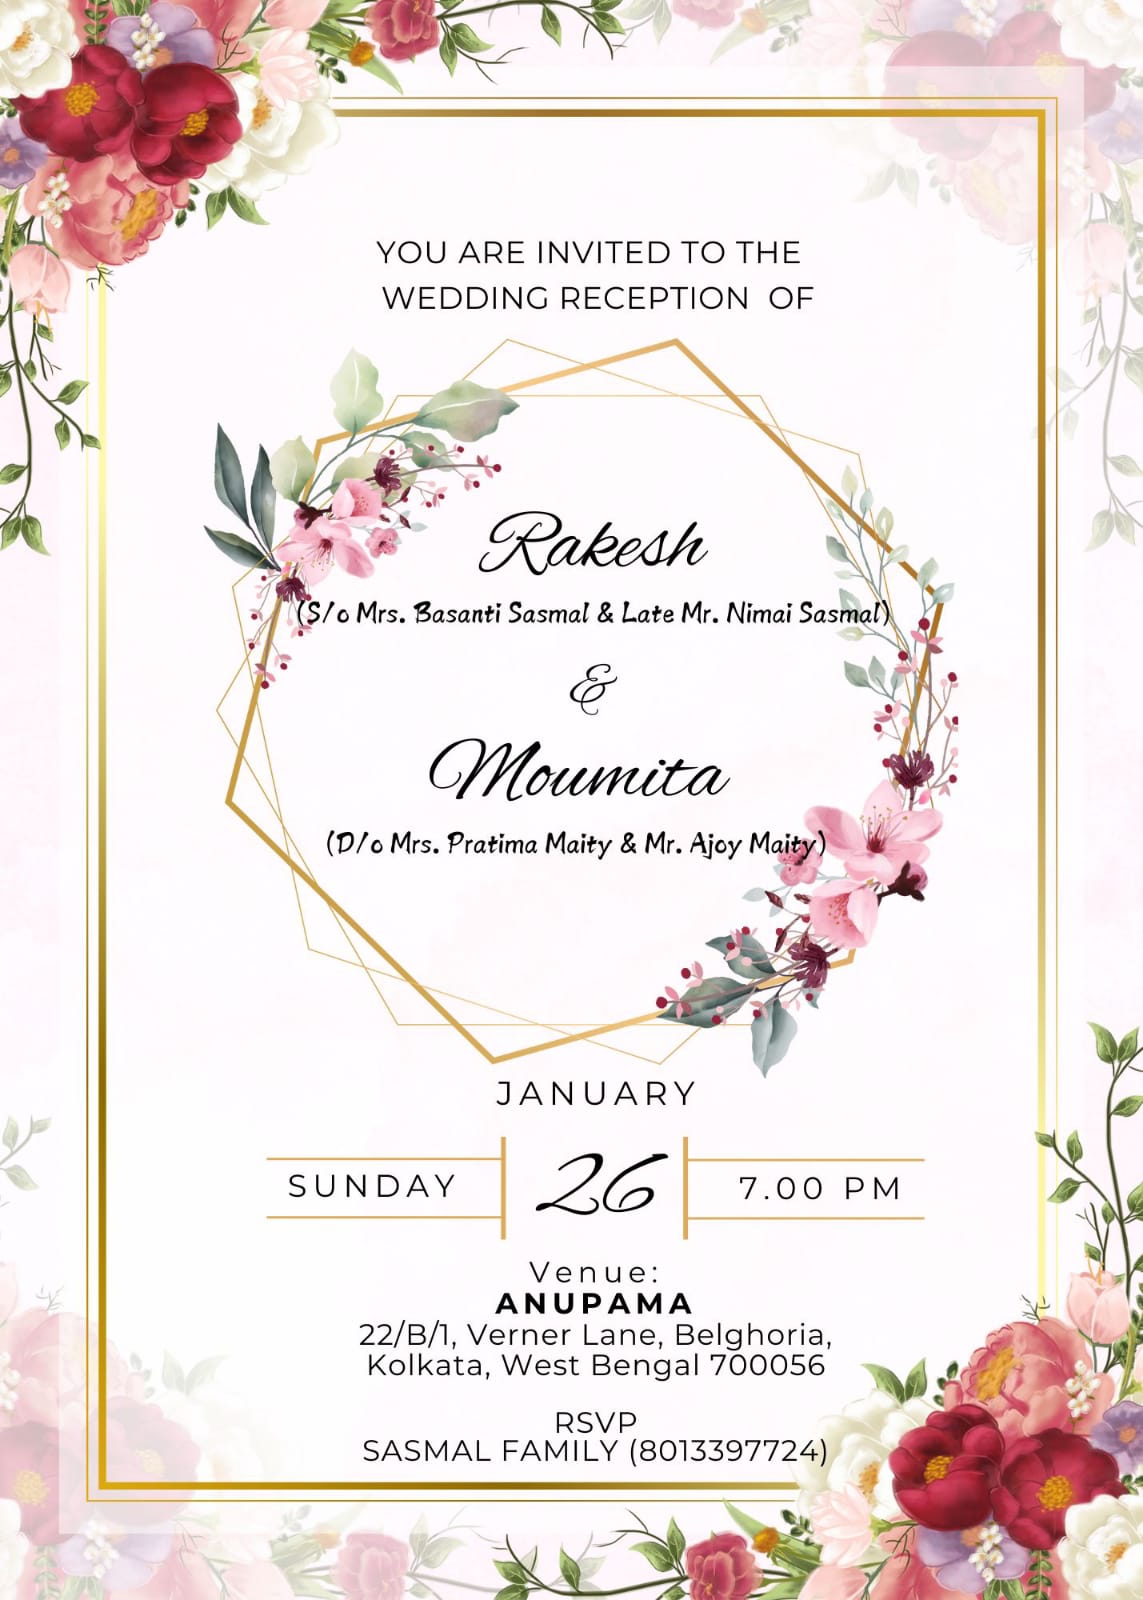 YOU ARE INVITED TO THE
WEDDING RECEPTION OF
Rakesh
(S/o Mrs. Basanti Sasmal & Late Mr. Nimai Sasmal)
&
Moumita
(D/o Mrs. Pratima Maity & Mr. Ajoy Maity)
JANUARY
SUNDAY 26 7.00 PM
Venue:
ANUPAMA
22/B/1, Verner Lane, Belghoria,
Kolkata, West Bengal 700056
RSVP
SASMAL FAMILY (8013397724)